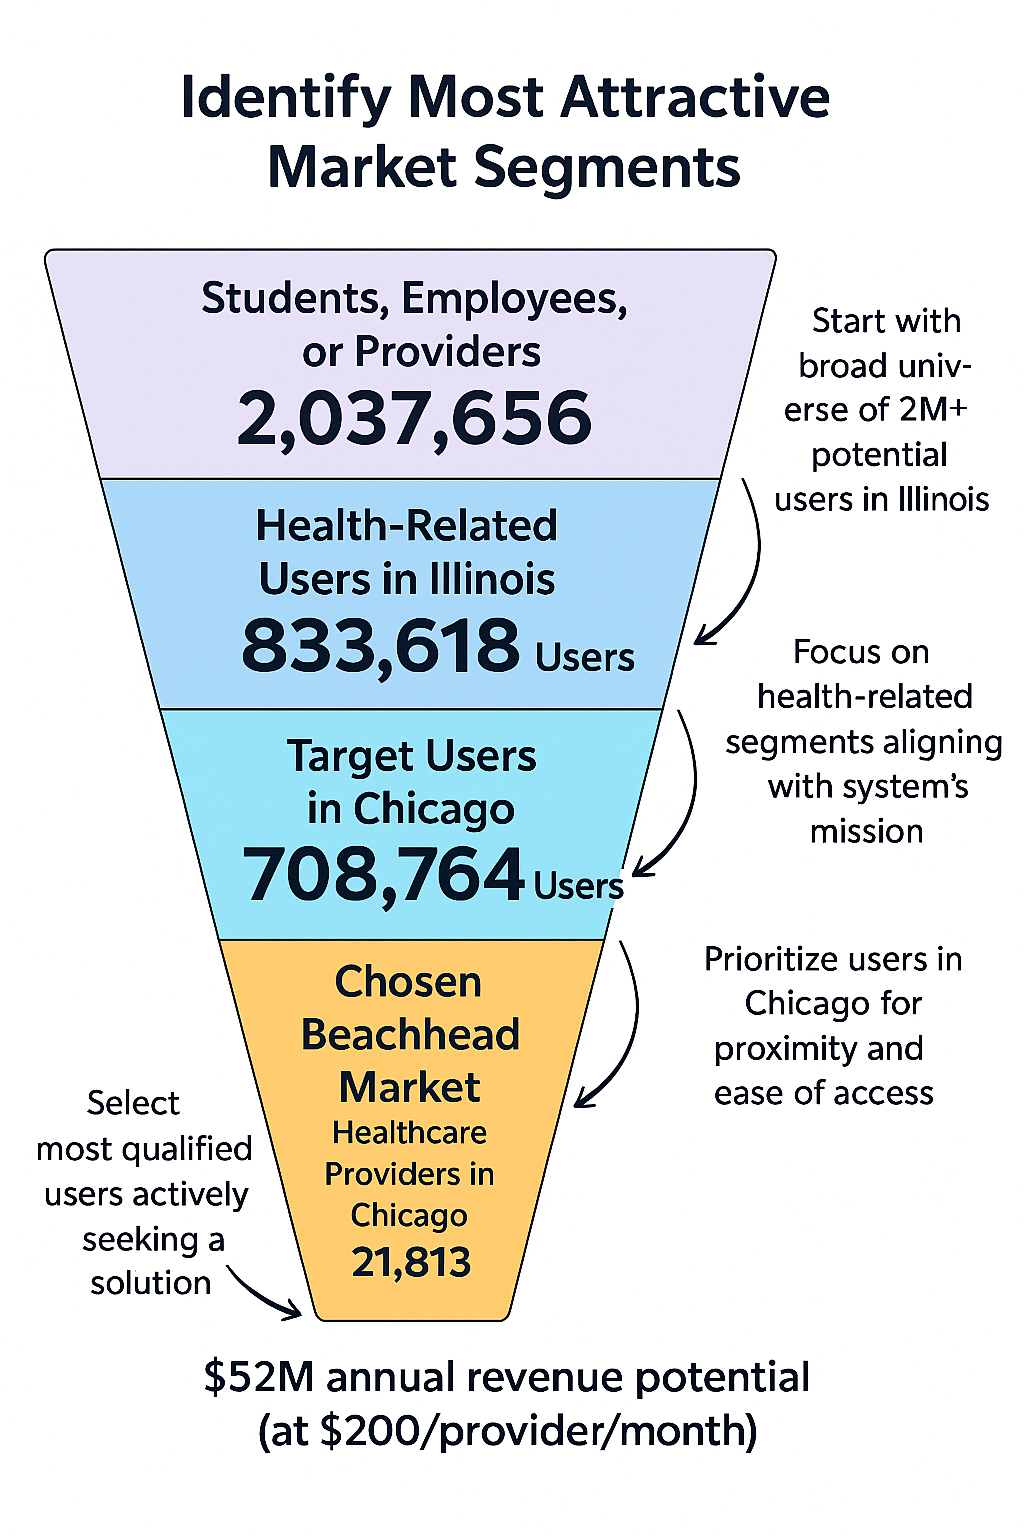 Identify Most Attractive
Market Segments
Students, Employees,
or Providers
2,037,656
Start with
broad univ-
erse of 2M+
potential
users in Illinois
Health-Related
Users in Illinois
833,618 Users
Focus on
health-related
segments aligning
with system's
mission
Target Users
in Chicago
708,764 Users
Prioritize users in
Chicago for
proximity and
ease of access
Chosen
Beachhead
Market
Healthcare
Providers in
Chicago
21,813
Select
most qualified
users actively
seeking a
solution
$52M annual revenue potential
(at $200/provider/month)